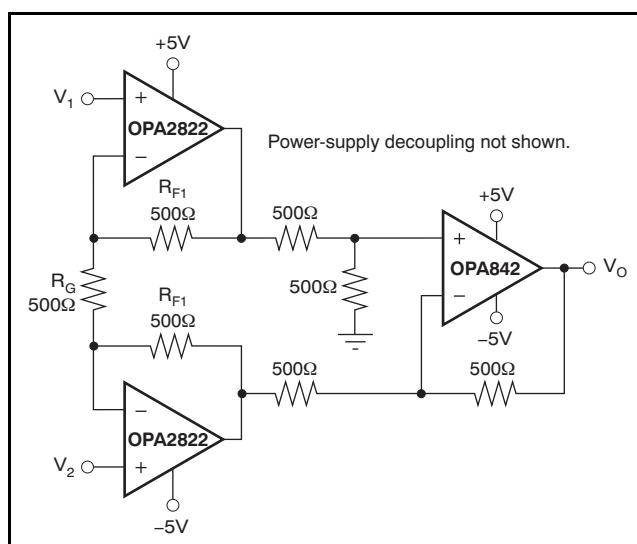 +5V
V1
+
OPA2822
−
Power-supply decoupling not shown.
RF1
500Ω
500Ω
+5V
+
OPA842
−
VO
500Ω
RG
500Ω
RF1
500Ω
−5V
500Ω
500Ω
−
OPA2822
V2
+
−5V